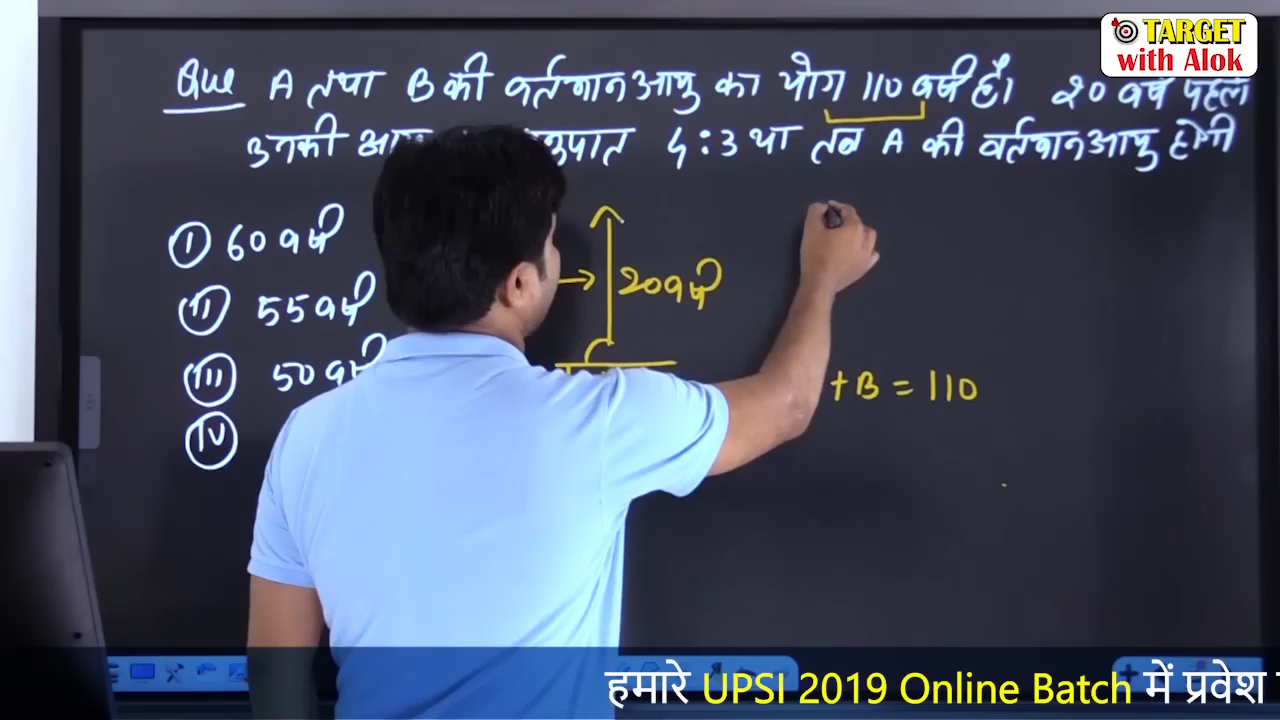 TARGET
with Alok
Que A तथा B की वर्तमान आयु का योग 110 वर्ष है। 20 वर्ष पहले
उनकी 4:3 था तब A की वर्तमान आयु होगी
I 60 वर्ष
II 55 वर्ष
III 50 वर्ष
IV
20 वर्ष
+B = 110
हमारे UPSI 2019 Online Batch में प्रवेश